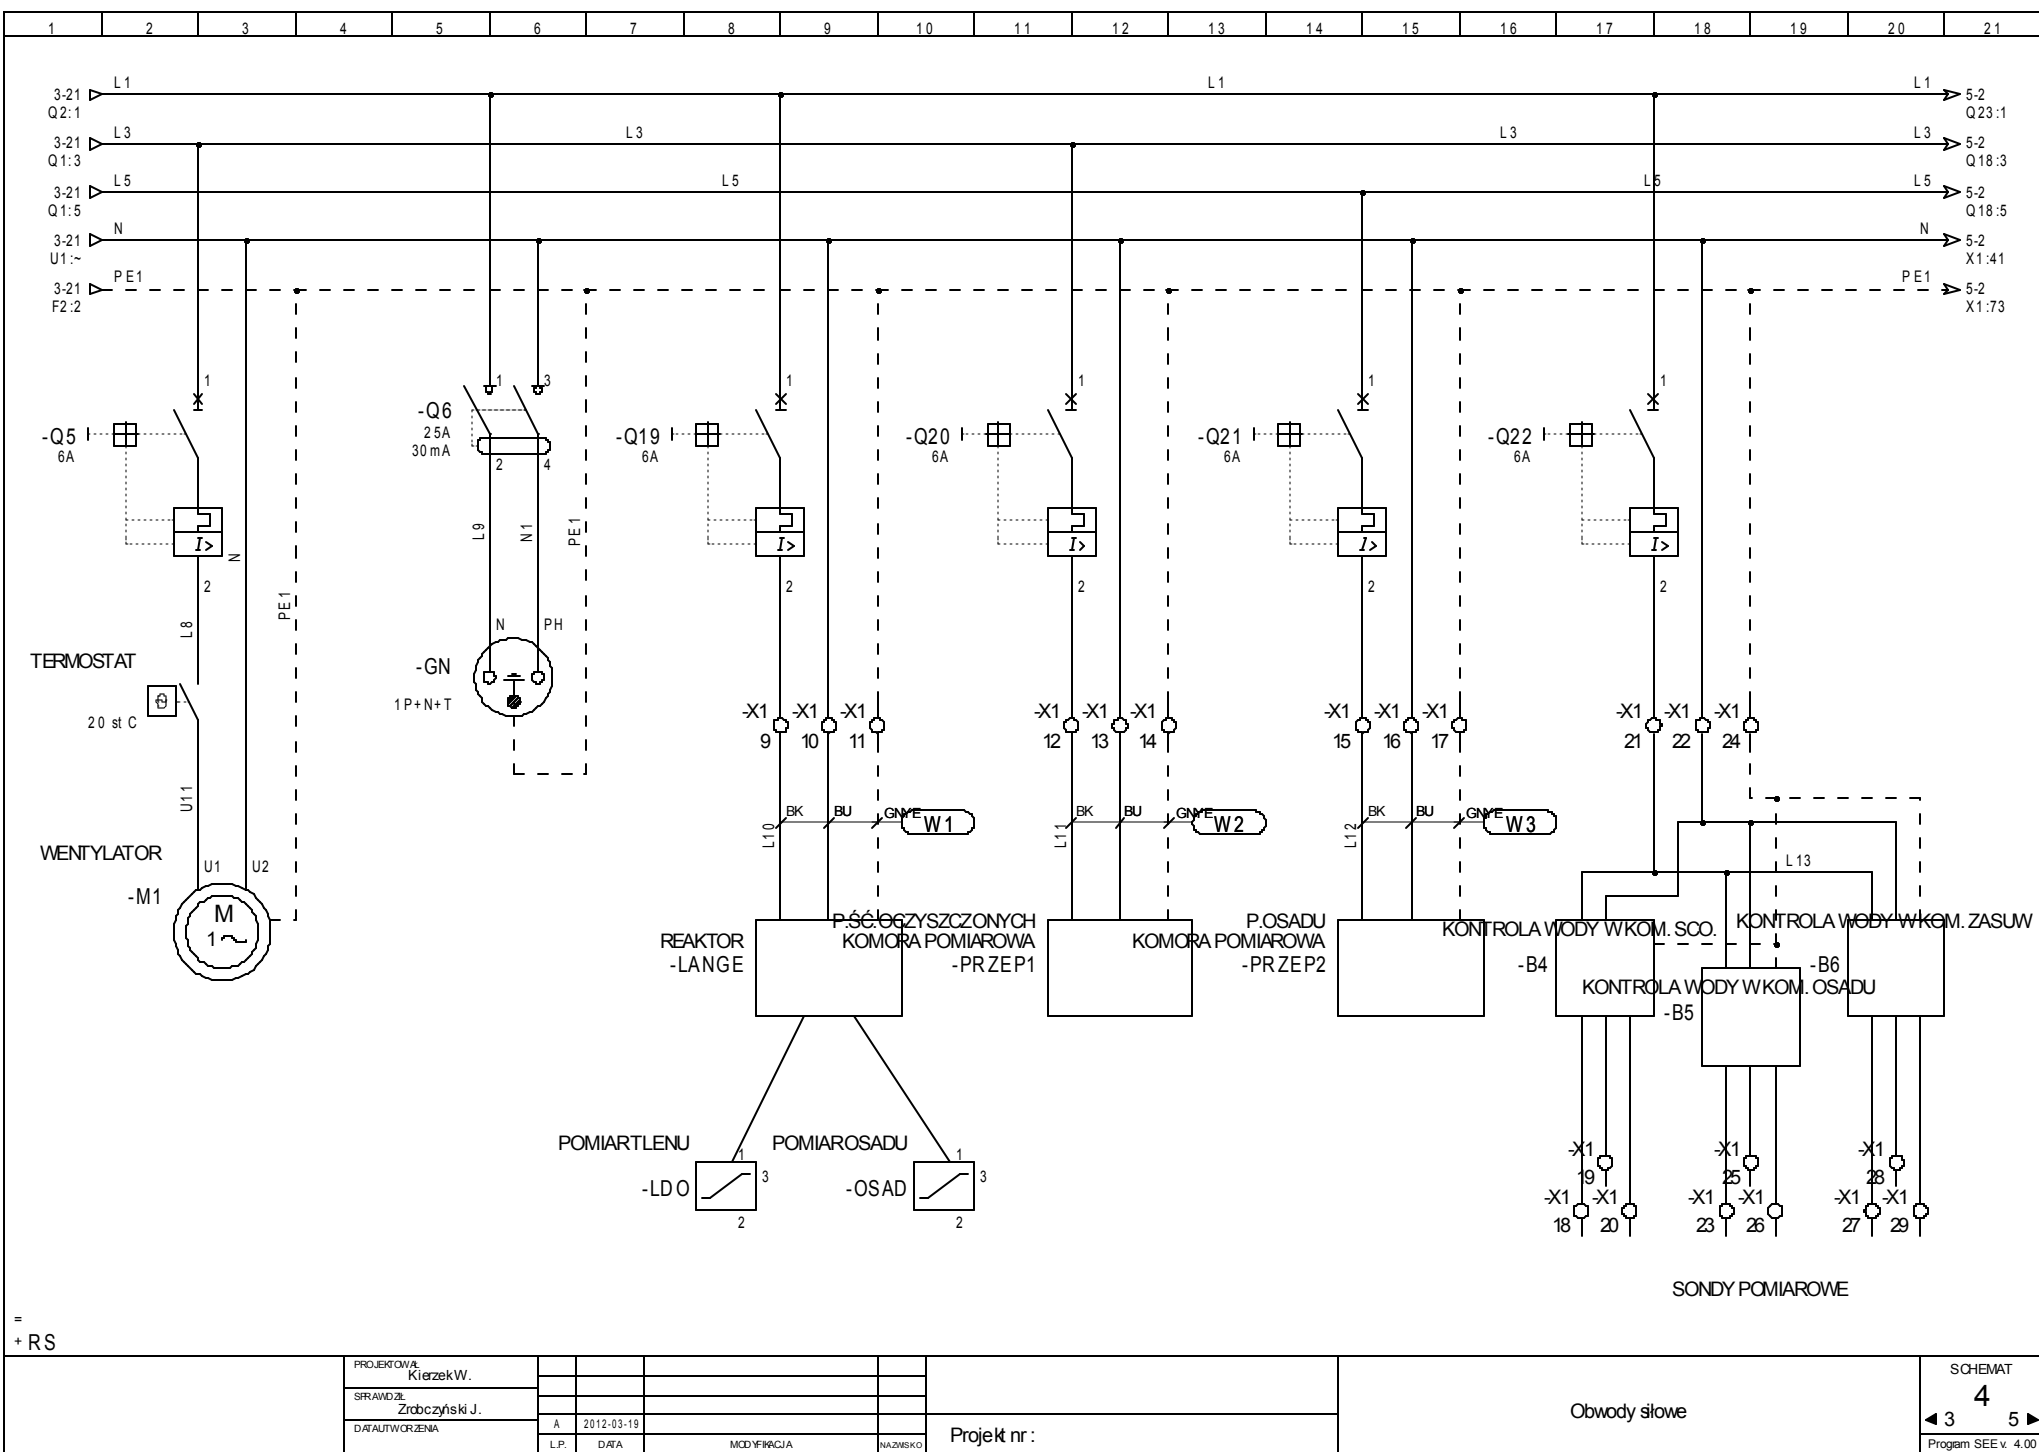 1 2 3 4 5 6 7 8 9 10 11 12 13 14 15 16 17 18 19 20 21
3-21 L1 L1 L1 5-2
Q2:1 Q23:1
3-21 L3 L3 L3 L3 5-2
Q1:3 Q18:3
3-21 L5 L5 L5 L5 5-2
Q1:5 Q18:5
3-21 N N 5-2
U1:~ X1:41
3-21 PE1 PE1 5-2
F2:2 X1:73
1 1 3 1 1 1 1
-Q5
6A
-Q6
25A
30mA
-Q19
6A
-Q20
6A
-Q21
6A
-Q22
6A
2 4
I> I> I> I> I>
L9 N1 PE1
N
2 2 2 2 2
PE1
L8
N PH
TERMOSTAT
20 st C
-GN
1P+N+T
-X1 -X1 -X1 -X1 -X1 -X1 -X1 -X1 -X1 -X1 -X1 -X1
9 10 11 12 13 14 15 16 17 21 22 24
U11
BK BU GNYE W1
L10
BK BU GNYE W2
L11
BK BU GNYE W3
L12
L13
WENTYLATOR
U1 U2
-M1
M
1~
REAKTOR
-LANGE
P.ŚĆ.OCZYSZCZONYCH
KOMORA POMIAROWA
-PRZEP1
P.OSADU
KOMORA POMIAROWA
-PRZEP2
KONTROLA WODY W KOM. SCO.
-B4
KONTROLA WODY W KOM. OSADU
-B5
KONTROLA WODY W KOM. ZASUW
-B6
POMIAR TLENU
-LDO
1
3
2
POMIAR OSADU
-OSAD
1
3
2
-X1 -X1 -X1
19 25 28
-X1 -X1 -X1 -X1 -X1 -X1
18 20 23 26 27 29
SONDY POMIAROWE
=
+ RS
PROJEKTOWAŁ
Kierzek W.
SPRAWDZIŁ
Zrobczyński J.
DATA UTWORZENIA
A 2012-03-19
L.P. DATA MODYFIKACJA NAZWISKO
Projekt nr :
Obwody siłowe
SCHEMAT
4
3 5
Program SEE v. 4.00